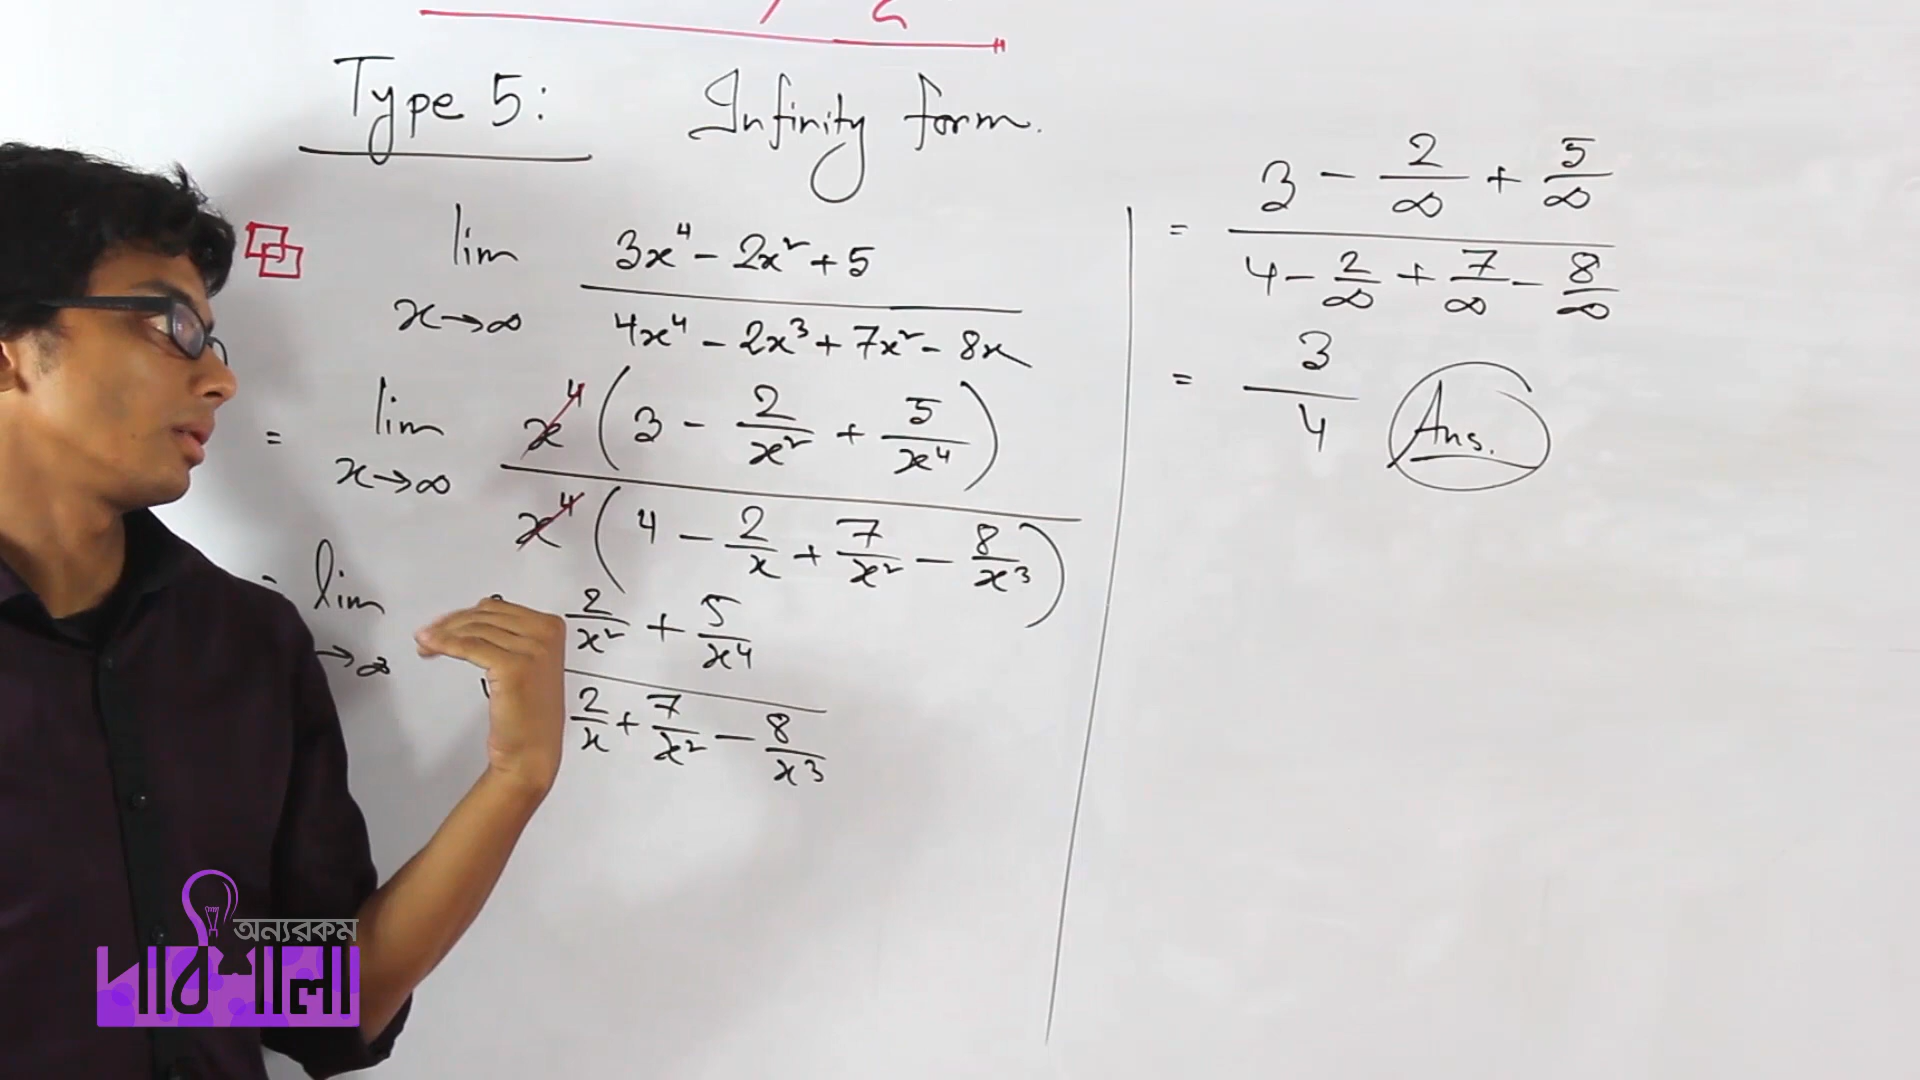 Type 5: Infinity form.
lim x→∞ (3x⁴ - 2x² + 5) / (4x⁴ - 2x³ + 7x² - 8x)
= lim x→∞ x⁴(3 - 2/x² + 5/x⁴) / x⁴(4 - 2/x + 7/x² - 8/x³)
= lim →∞ 2/x² + 5/x⁴ / 2/x + 7/x² - 8/x³
= (3 - 2/∞ + 5/∞) / (4 - 2/∞ + 7/∞ - 8/∞)
= 3/4 Ans.
অন্যরকম
পাঠশালা